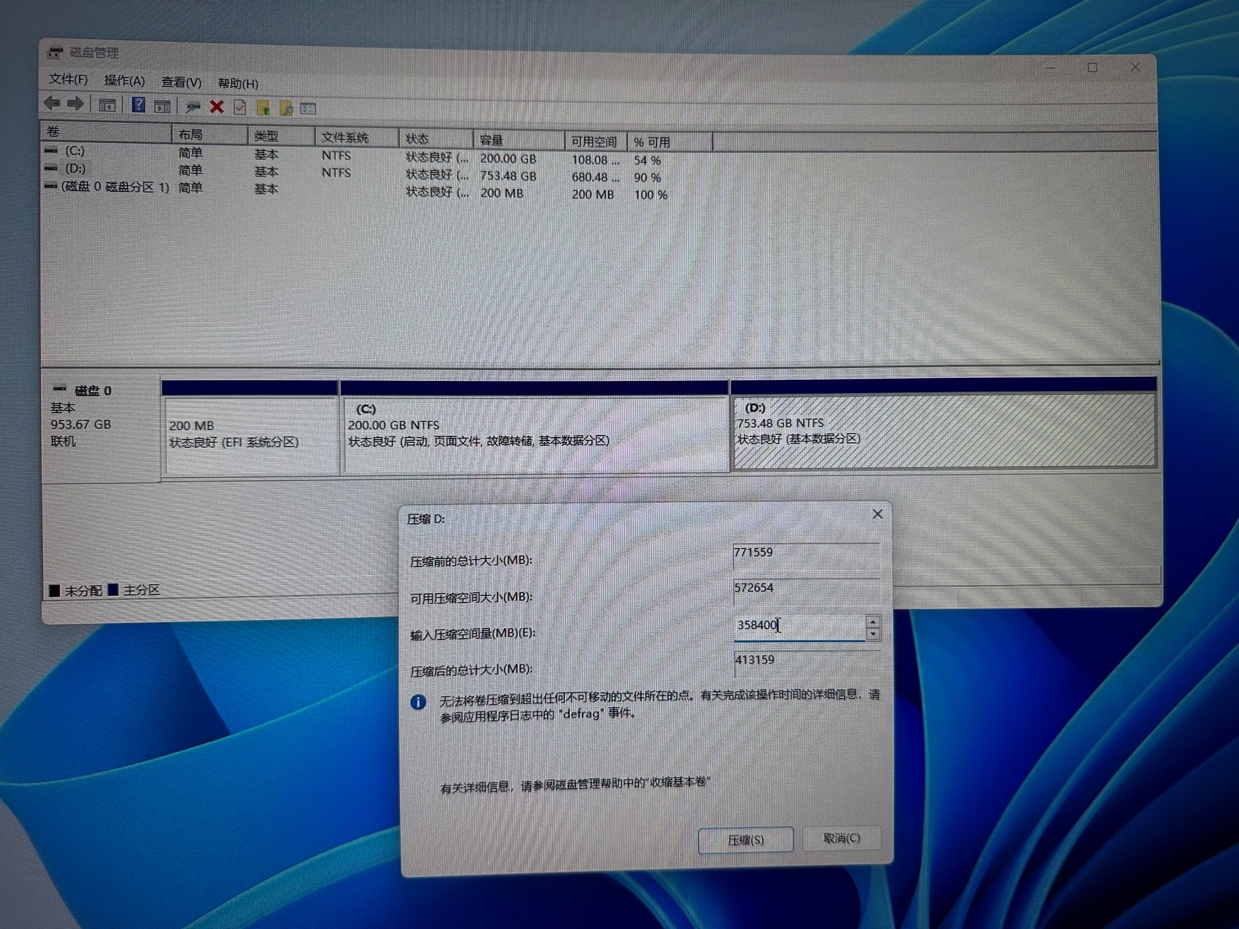 磁盘管理
文件(F) 操作(A) 查看(V) 帮助(H)
卷 布局 类型 文件系统 状态 容量 可用空间 % 可用
(C:) 简单 基本 NTFS 状态良好 (... 200.00 GB 108.08 ... 54 %
(D:) 简单 基本 NTFS 状态良好 (... 753.48 GB 680.48 ... 90 %
(磁盘 0 磁盘分区 1) 简单 基本 状态良好 (... 200 MB 200 MB 100 %
磁盘 0
基本
953.67 GB
联机
200 MB
状态良好 (EFI 系统分区)
(C:)
200.00 GB NTFS
状态良好 (启动, 页面文件, 故障转储, 基本数据分区)
(D:)
753.48 GB NTFS
状态良好 (基本数据分区)
未分配 主分区
压缩 D:
压缩前的总计大小(MB): 771559
可用压缩空间大小(MB): 572654
输入压缩空间量(MB)(E): 358400
压缩后的总计大小(MB): 413159
无法将卷压缩到超出任何不可移动的文件所在的点。有关完成该操作时间的详细信息，请
参阅应用程序日志中的 "defrag" 事件。
有关详细信息，请参阅磁盘管理帮助中的"收缩基本卷"
压缩(S) 取消(C)